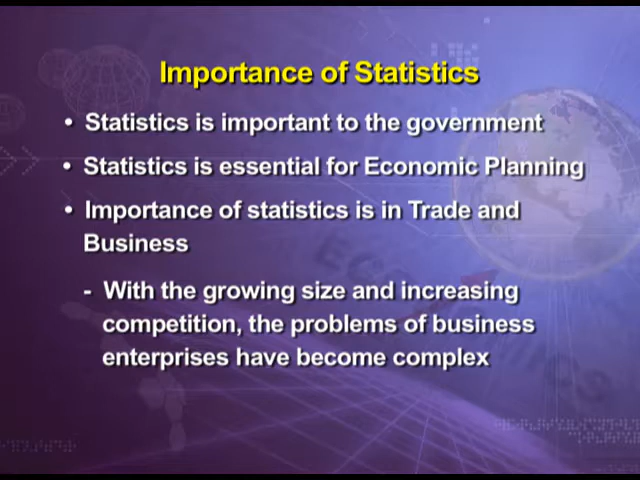 Importance of Statistics
• Statistics is important to the government
• Statistics is essential for Economic Planning
• Importance of statistics is in Trade and
Business
- With the growing size and increasing
competition, the problems of business
enterprises have become complex